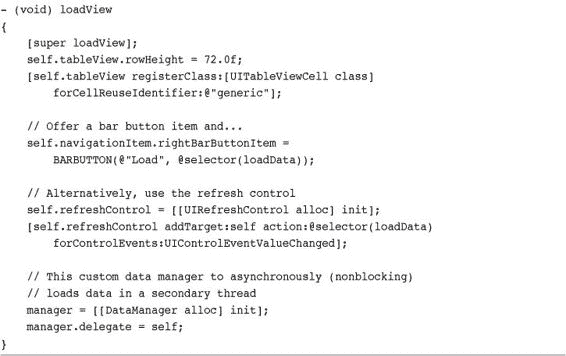 - (void) loadView
{
    [super loadView];
    self.tableView.rowHeight = 72.0f;
    [self.tableView registerClass:[UITableViewCell class]
        forCellReuseIdentifier:@"generic"];

    // Offer a bar button item and...
    self.navigationItem.rightBarButtonItem =
        BARBUTTON(@"Load", @selector(loadData));

    // Alternatively, use the refresh control
    self.refreshControl = [[UIRefreshControl alloc] init];
    [self.refreshControl addTarget:self action:@selector(loadData)
        forControlEvents:UIControlEventValueChanged];

    // This custom data manager to asynchronously (nonblocking)
    // loads data in a secondary thread
    manager = [[DataManager alloc] init];
    manager.delegate = self;
}